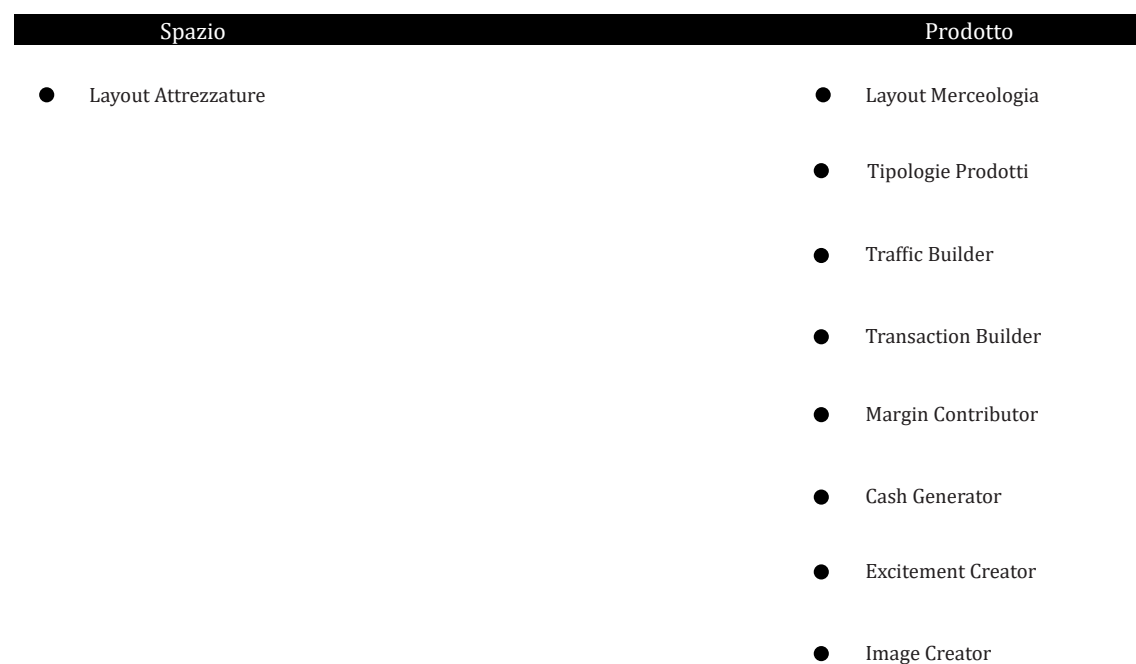 Spazio
Prodotto
Layout Attrezzature
Layout Merceologia
Tipologie Prodotti
Traffic Builder
Transaction Builder
Margin Contributor
Cash Generator
Excitement Creator
Image Creator